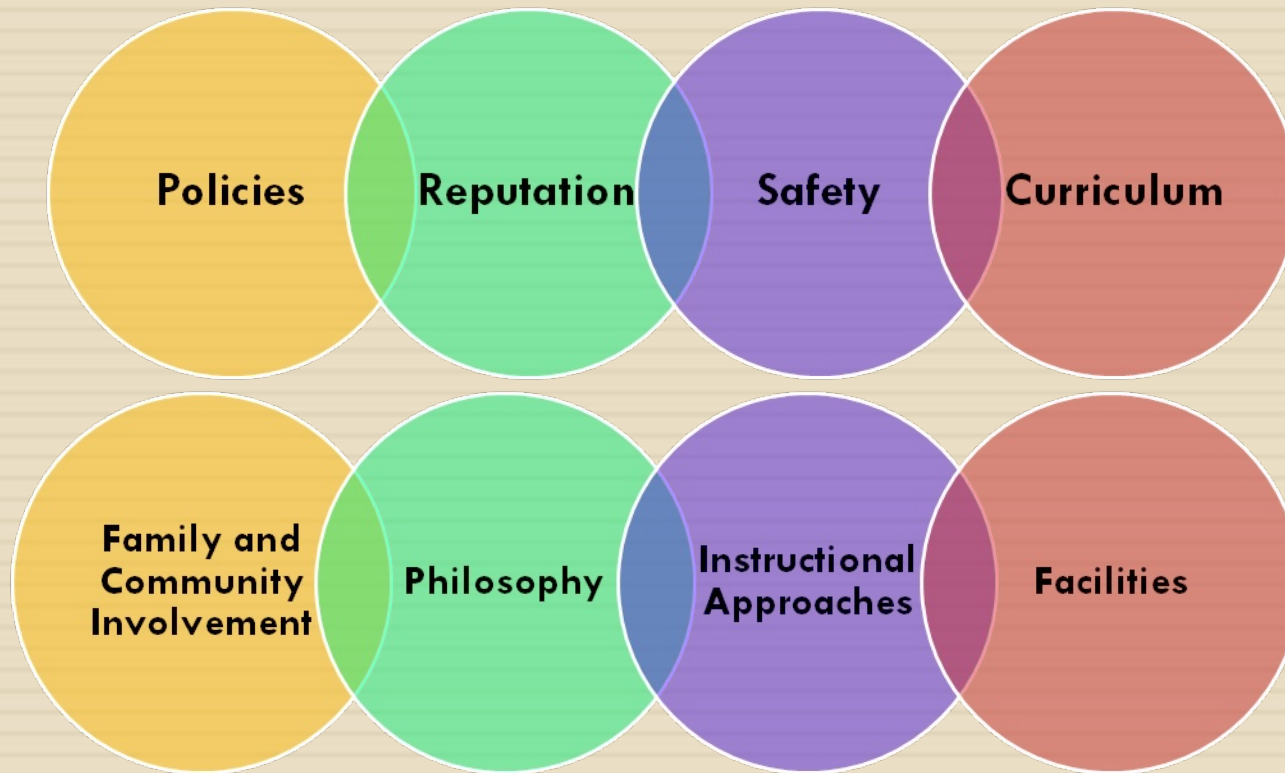 Policies
Reputation
Safety
Curriculum
Family and
Community
Involvement
Philosophy
Instructional
Approaches
Facilities